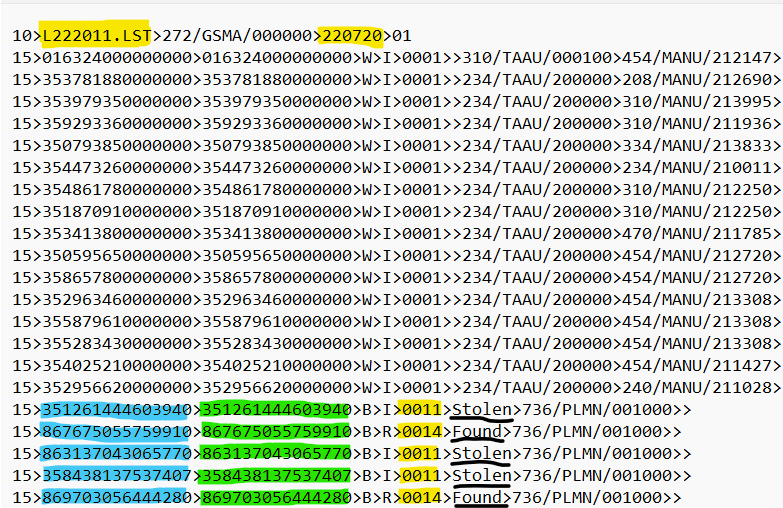 10>L222011.LST>272/GSMA/000000>220720>01
15>016324000000000>016324000000000>W>I>0001>>310/TAAU/000100>454/MANU/212147>
15>353781880000000>353781880000000>W>I>0001>>234/TAAU/200000>208/MANU/212690>
15>353979350000000>353979350000000>W>I>0001>>234/TAAU/200000>310/MANU/213995>
15>359293360000000>359293360000000>W>I>0001>>234/TAAU/200000>310/MANU/211936>
15>350793850000000>350793850000000>W>I>0001>>234/TAAU/200000>334/MANU/213833>
15>354473260000000>354473260000000>W>I>0001>>234/TAAU/200000>234/MANU/210011>
15>354861780000000>354861780000000>W>I>0001>>234/TAAU/200000>310/MANU/212250>
15>351870910000000>351870910000000>W>I>0001>>234/TAAU/200000>310/MANU/212250>
15>353413800000000>353413800000000>W>I>0001>>234/TAAU/200000>470/MANU/211785>
15>350595650000000>350595650000000>W>I>0001>>234/TAAU/200000>454/MANU/212720>
15>358657800000000>358657800000000>W>I>0001>>234/TAAU/200000>454/MANU/212720>
15>352963460000000>352963460000000>W>I>0001>>234/TAAU/200000>454/MANU/213308>
15>355879610000000>355879610000000>W>I>0001>>234/TAAU/200000>454/MANU/213308>
15>355283430000000>355283430000000>W>I>0001>>234/TAAU/200000>454/MANU/213308>
15>354025210000000>354025210000000>W>I>0001>>234/TAAU/200000>454/MANU/211427>
15>352956620000000>352956620000000>W>I>0001>>234/TAAU/200000>240/MANU/211028>
15>351261444603940>351261444603940>B>I>0011>Stolen>736/PLMN/001000>>
15>867675055759910>867675055759910>B>R>0014>Found>736/PLMN/001000>>
15>863137043065770>863137043065770>B>I>0011>Stolen>736/PLMN/001000>>
15>358438137537407>358438137537407>B>I>0011>Stolen>736/PLMN/001000>>
15>869703056444280>869703056444280>B>R>0014>Found>736/PLMN/001000>>